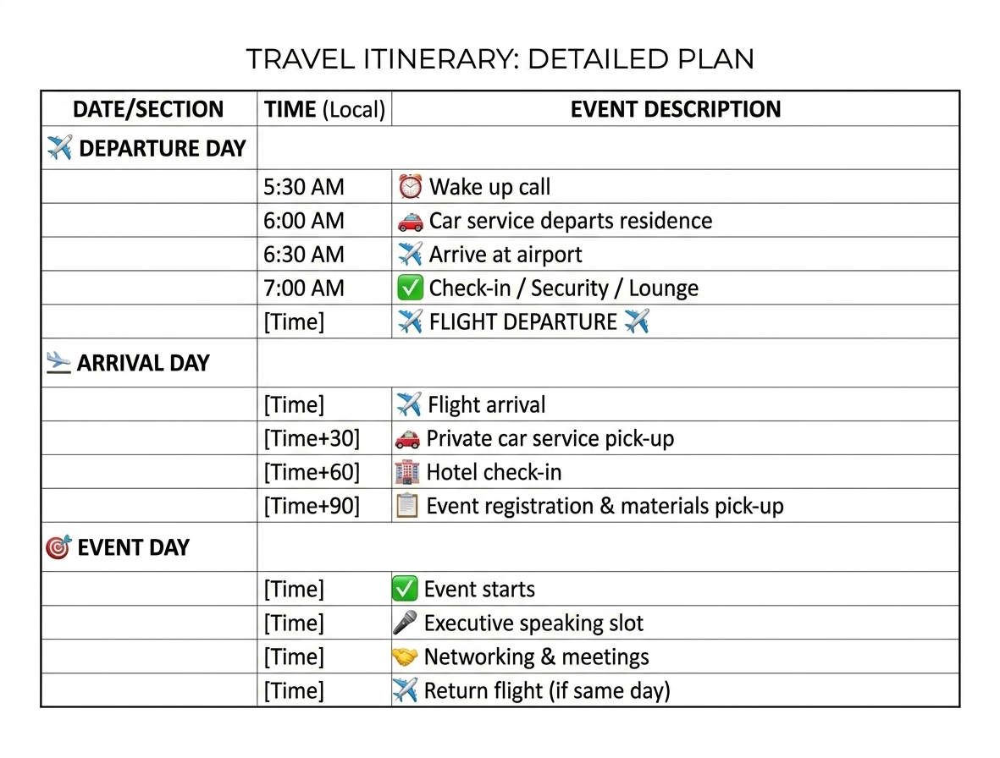 TRAVEL ITINERARY: DETAILED PLAN
DATE/SECTION TIME (Local) EVENT DESCRIPTION
✈️ DEPARTURE DAY
5:30 AM ⏰ Wake up call
6:00 AM 🚗 Car service departs residence
6:30 AM ✈️ Arrive at airport
7:00 AM ✅ Check-in / Security / Lounge
[Time] ✈️ FLIGHT DEPARTURE ✈️
🛬 ARRIVAL DAY
[Time] ✈️ Flight arrival
[Time+30] 🚗 Private car service pick-up
[Time+60] 🏨 Hotel check-in
[Time+90] 📋 Event registration & materials pick-up
🎯 EVENT DAY
[Time] ✅ Event starts
[Time] 🎤 Executive speaking slot
[Time] 🤝 Networking & meetings
[Time] ✈️ Return flight (if same day)